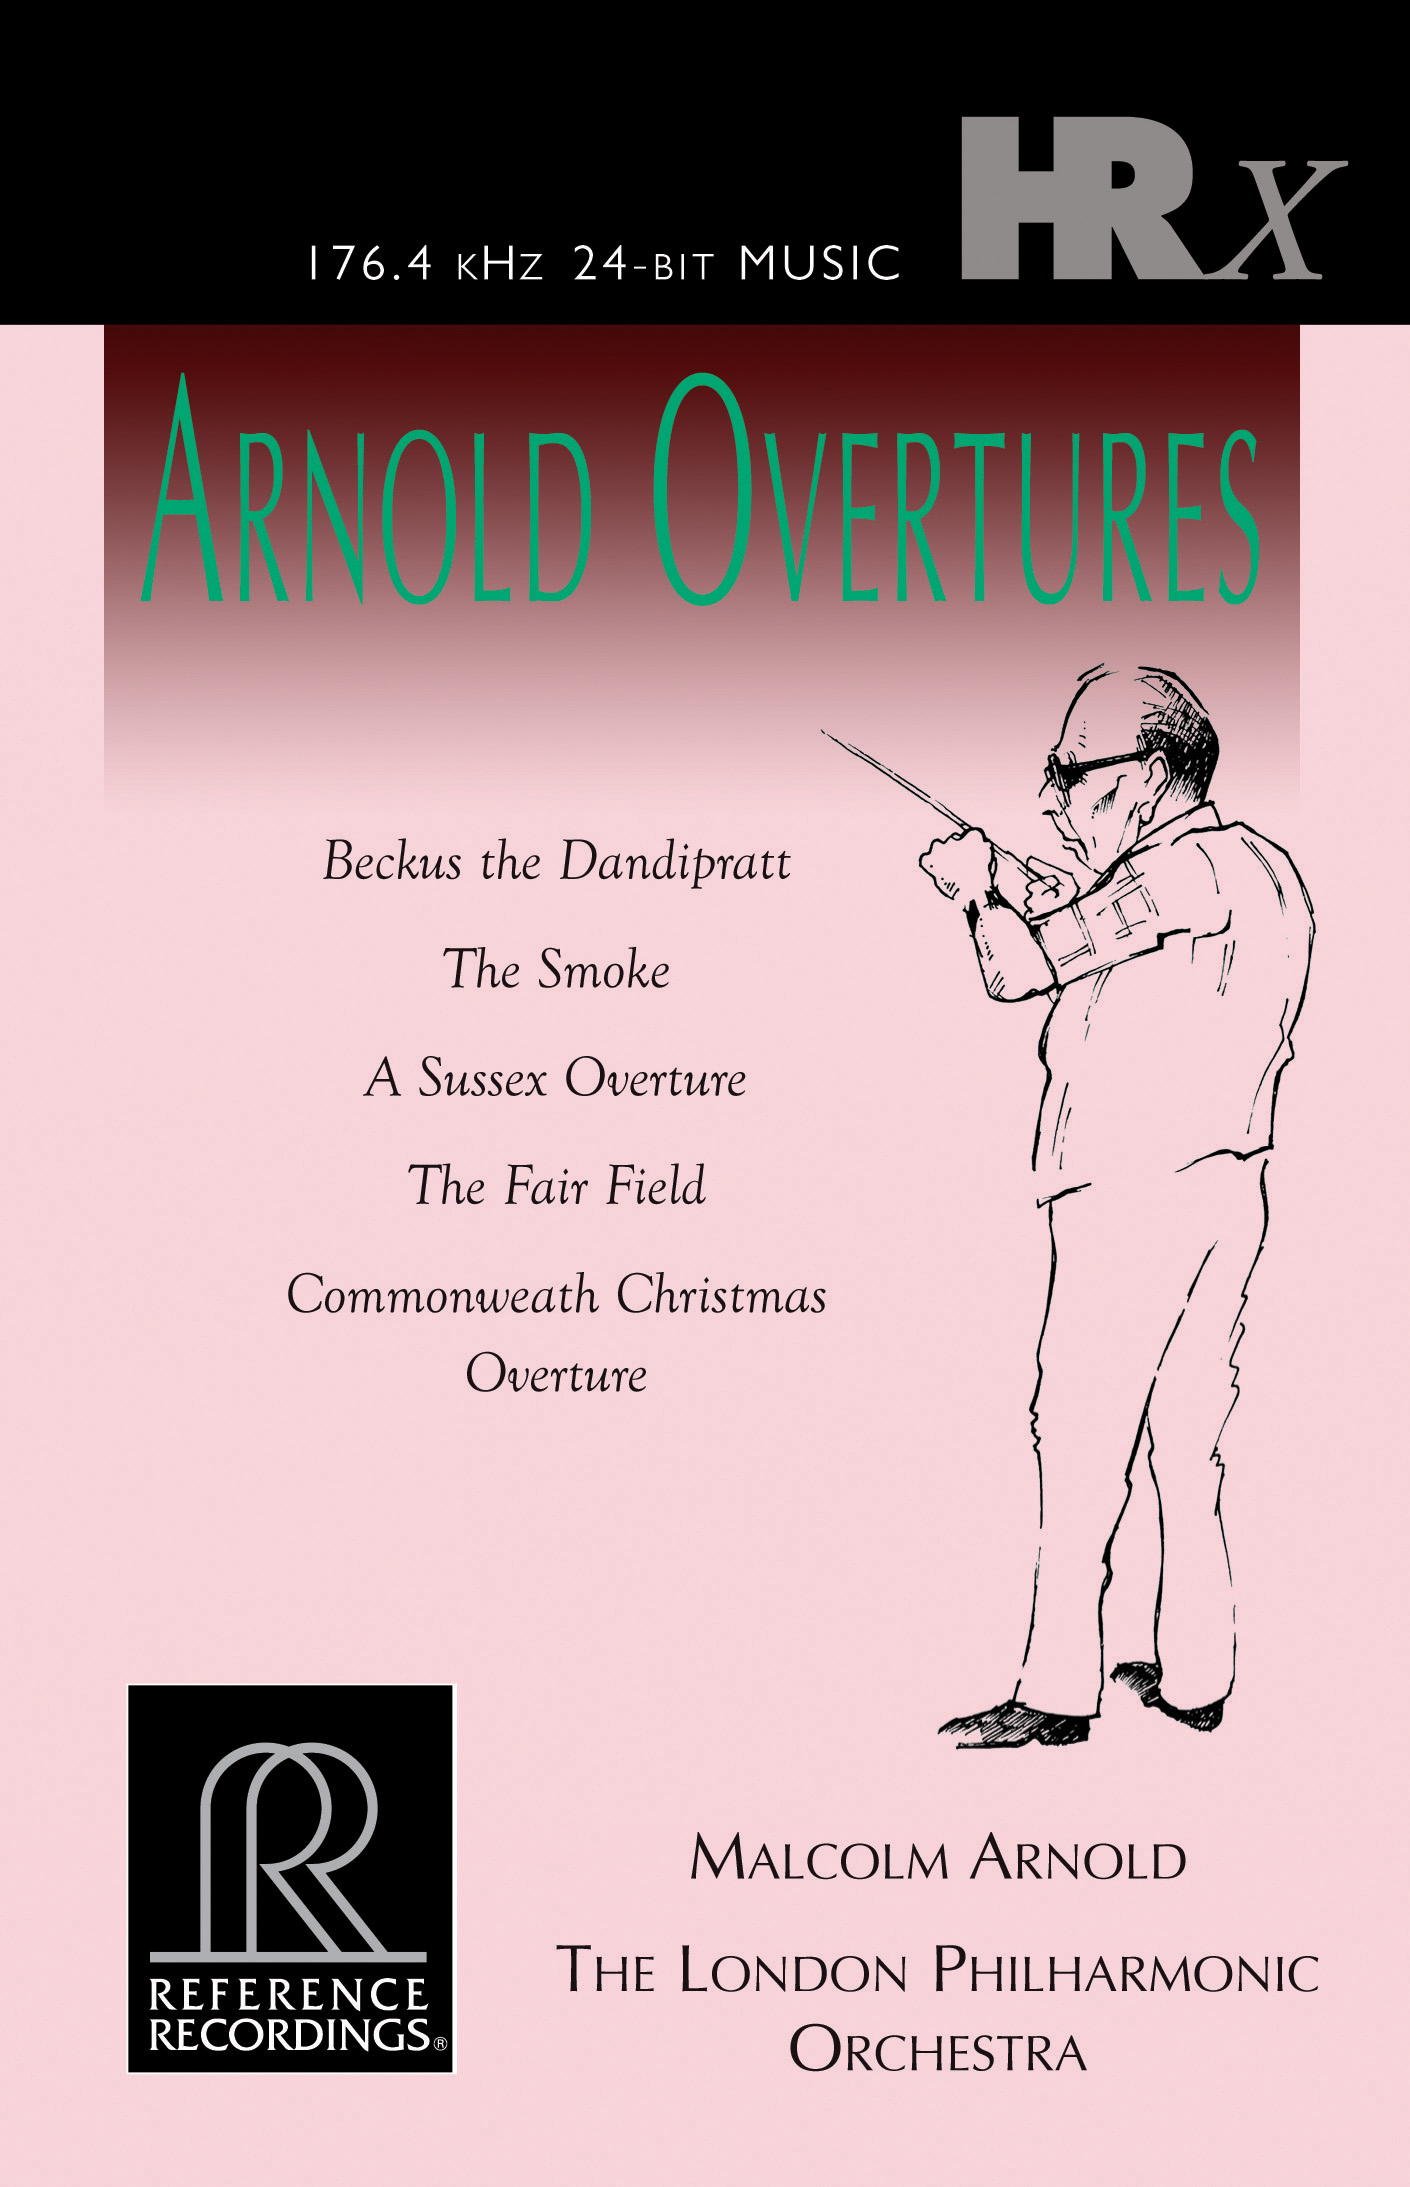 176.4 kHz 24-BIT MUSIC HRx
ARNOLD OVERTURES
Beckus the Dandipratt
The Smoke
A Sussex Overture
The Fair Field
Commonweath Christmas
Overture
MALCOLM ARNOLD
THE LONDON PHILHARMONIC
ORCHESTRA
R
REFERENCE
RECORDINGS®